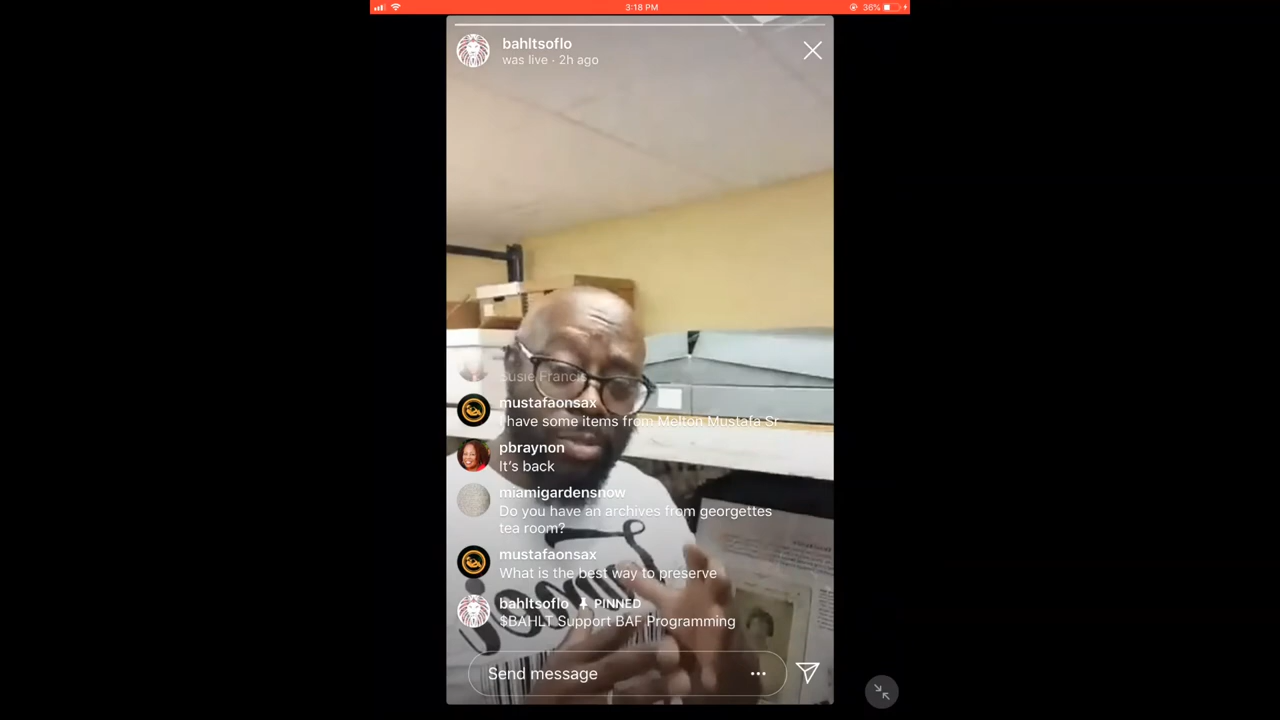 3:18 PM
36%
bahltsoflo
was live · 2h ago
Susie Francis
mustafaonsax
I have some items from Melton Mustafa Sr
pbraynon
It's back
miamigardensnow
Do you have an archives from georgettes
tea room?
mustafaonsax
What is the best way to preserve
bahltsoflo PINNED
$BAHLT Support BAF Programming
Send message